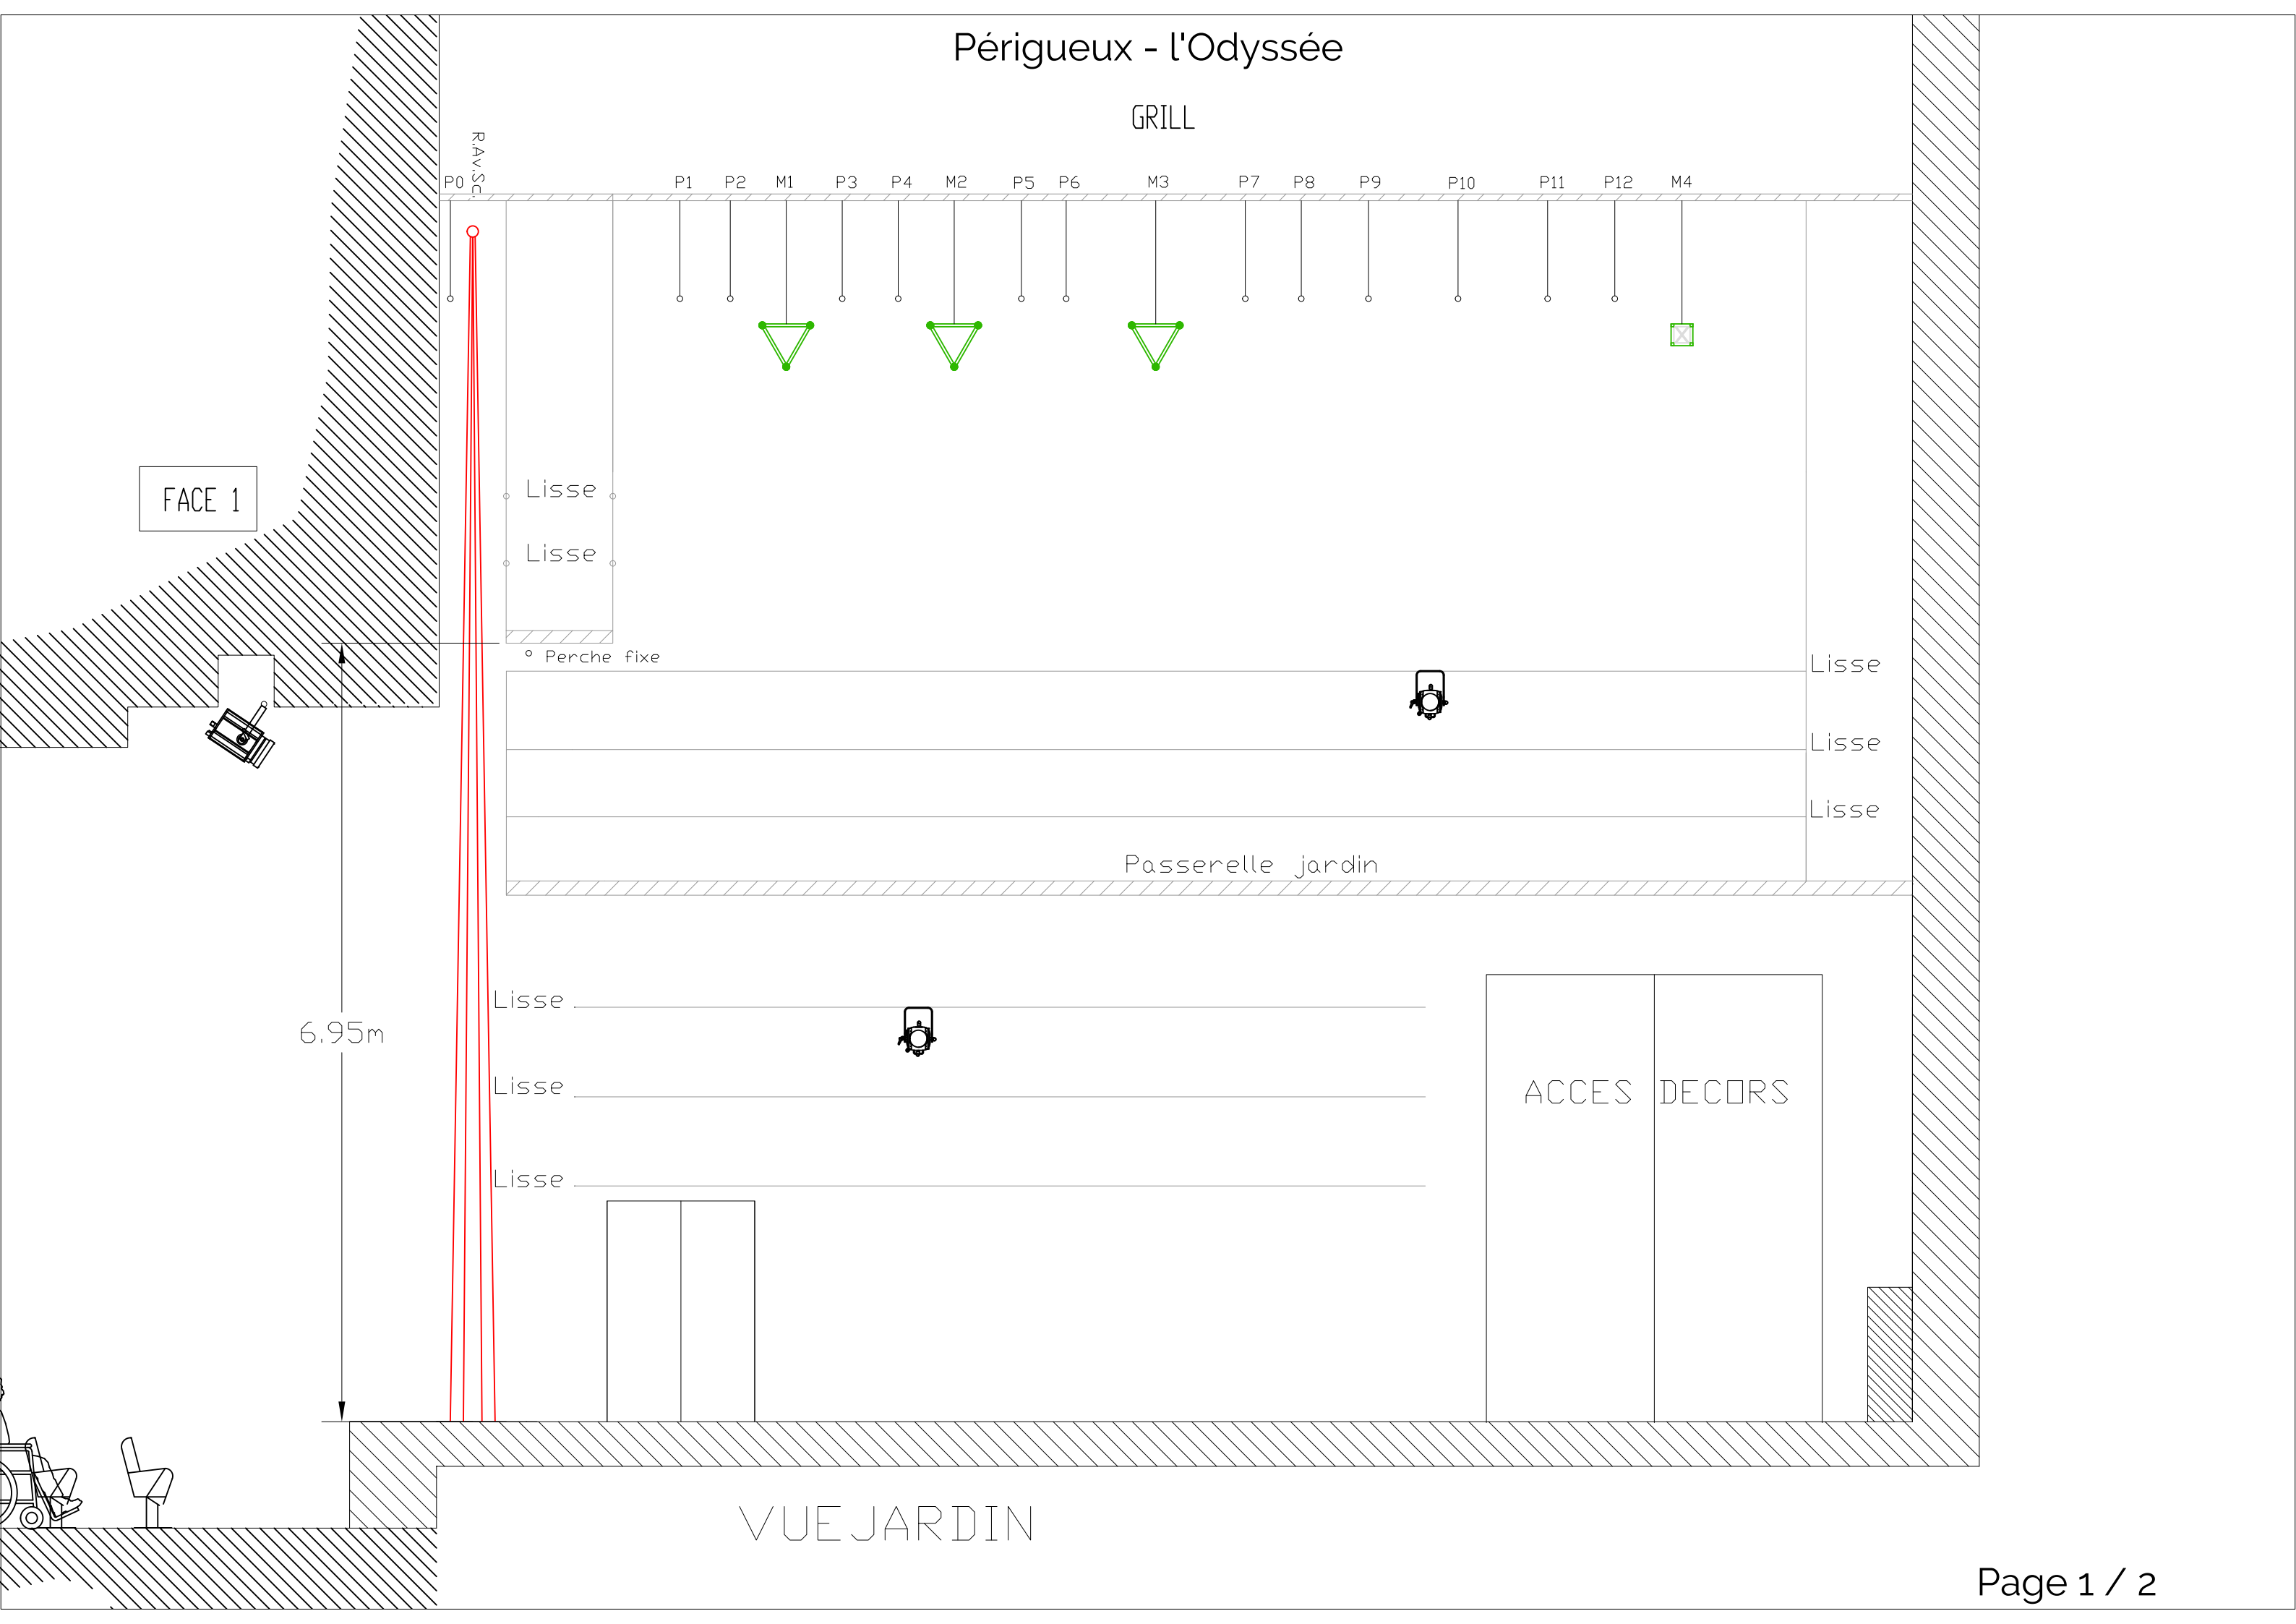 Périgueux - l'Odyssée
GRILL
R.Av.Sc.
P0 P1 P2 M1 P3 P4 M2 P5 P6 M3 P7 P8 P9 P10 P11 P12 M4
FACE 1
Lisse
Lisse
Perche fixe
Lisse
Lisse
Lisse
Passerelle jardin
Lisse
6.95m
Lisse
ACCES DECORS
Lisse
VUE JARDIN
Page 1 / 2